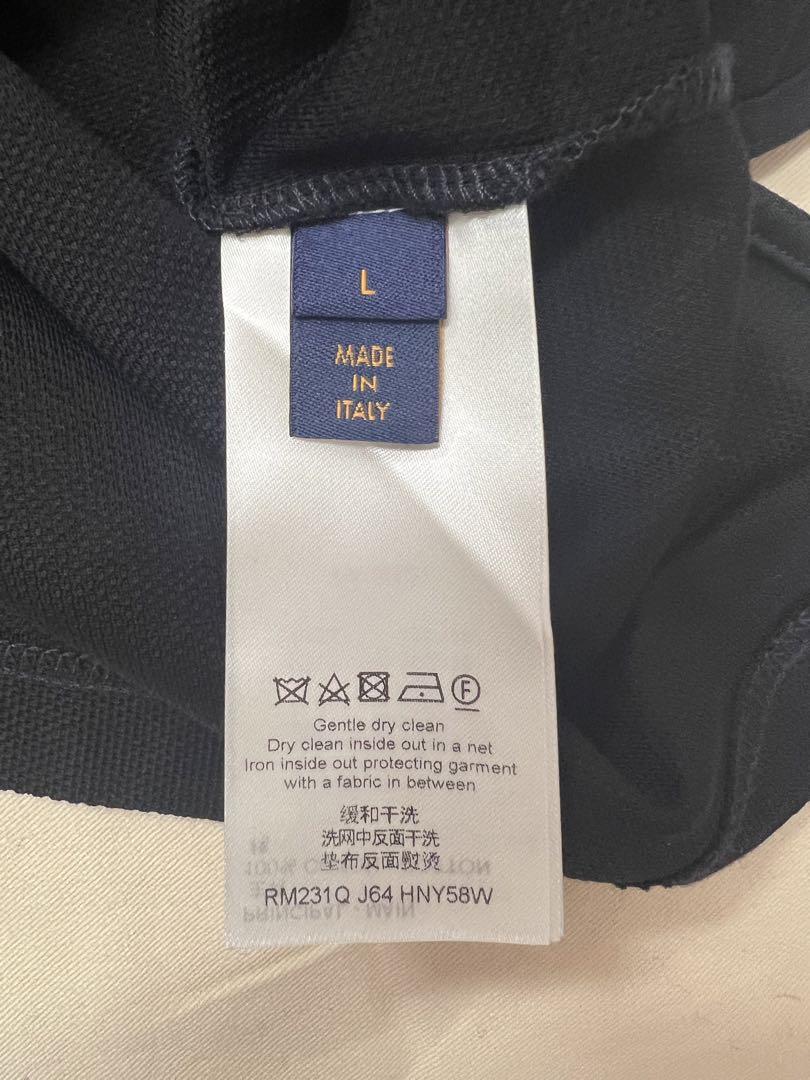 L
MADE
IN
ITALY
F
Gentle dry clean
Dry clean inside out in a net
Iron inside out protecting garment
with a fabric in between
缓和干洗
洗网中反面干洗
垫布反面熨烫
RM231Q J64 HNY58W
PRINCIPAL - MAIN